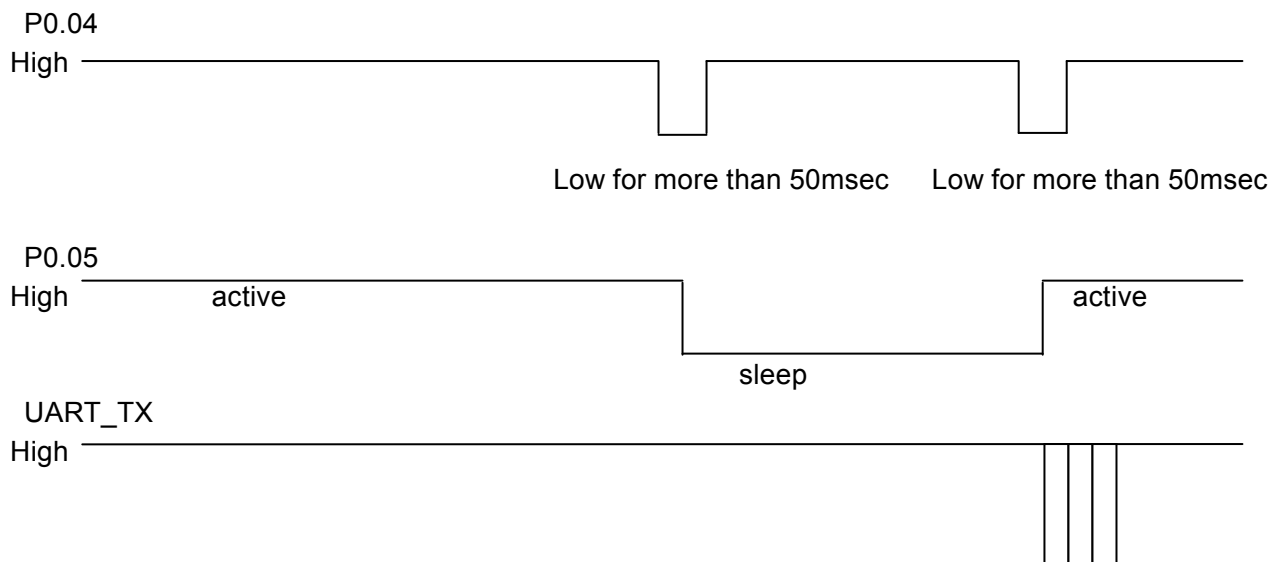 P0.04
High
Low for more than 50msec Low for more than 50msec
P0.05
High active active
sleep
UART_TX
High